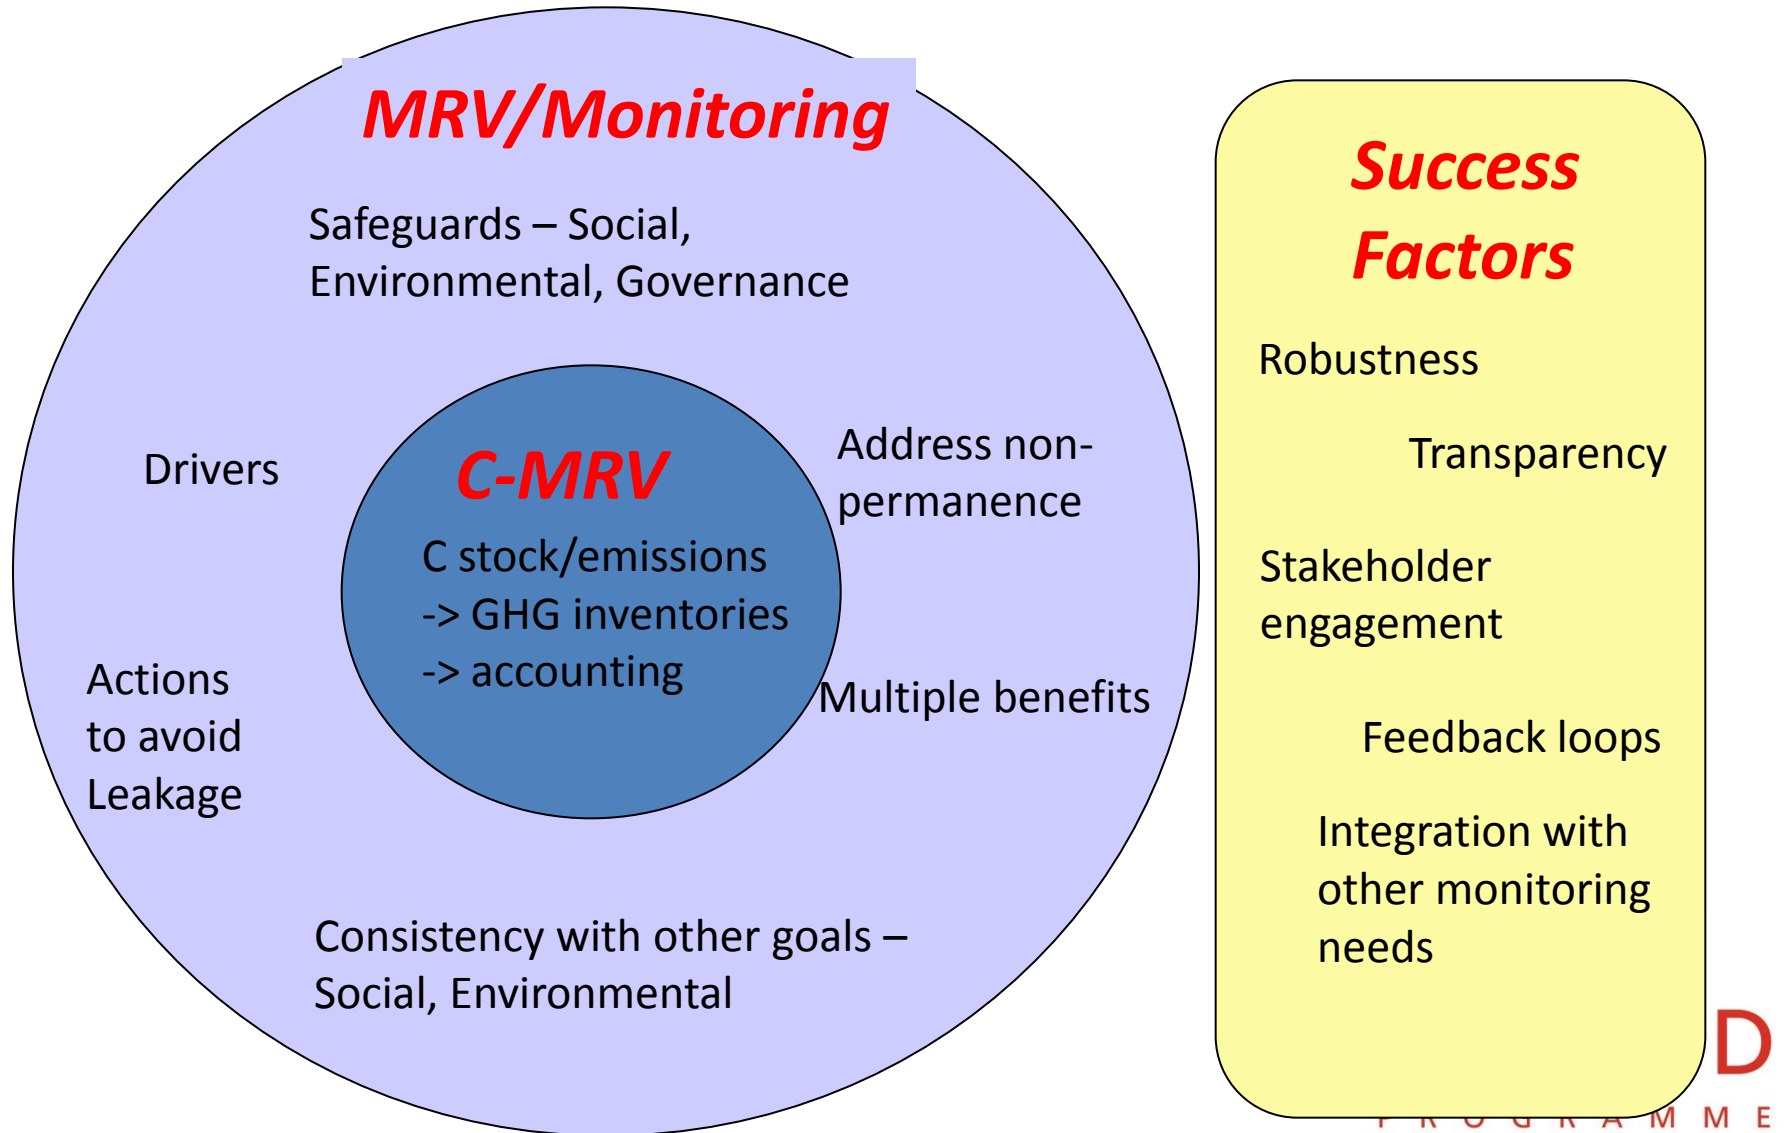 MRV/Monitoring
Safeguards – Social,
Environmental, Governance
Drivers
C-MRV
C stock/emissions
-> GHG inventories
-> accounting
Address non-
permanence
Actions
to avoid
Leakage
Multiple benefits
Consistency with other goals –
Social, Environmental
Success
Factors
Robustness
Transparency
Stakeholder
engagement
Feedback loops
Integration with
other monitoring
needs
D
PROGRAMME